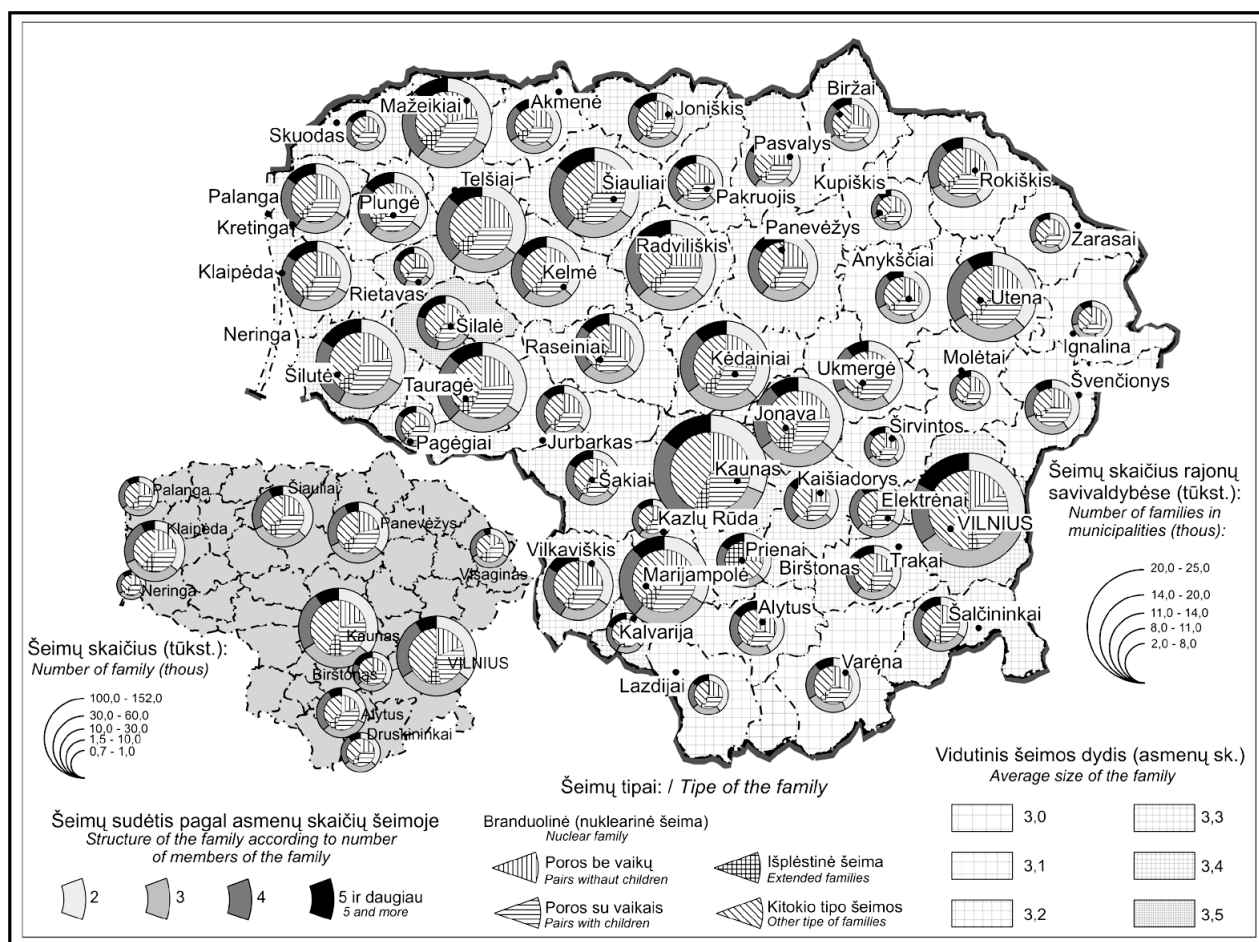 Mažeikiai
Akmenė
Joniškis
Biržai
Skuodas
Pasvalys
Telšiai
Šiauliai
Pakruojis
Kupiškis
Rokiškis
Palanga
Plungė
Kretinga
Radviliškis
Panevėžys
Zarasai
Klaipėda
Rietavas
Kelmė
Anykščiai
Utena
Neringa
Šilalė
Raseiniai
Kėdainiai
Ukmergė
Molėtai
Ignalina
Šilutė
Tauragė
Jonava
Švenčionys
Pagėgiai
Jurbarkas
Širvintos
Šakiai
Kaunas
Kaišiadorys
Elektrėnai
Kazlų Rūda
VILNIUS
Vilkaviškis
Marijampolė
Prienai
Birštonas
Trakai
Kalvarija
Alytus
Šalčininkai
Lazdijai
Varėna
Palanga
Šiauliai
Klaipėda
Panevėžys
Visaginas
Neringa
Kaunas
VILNIUS
Birštonas
Alytus
Druskininkai
Šeimų skaičius rajonų
savivaldybėse (tūkst.):
Number of families in
municipalities (thous):
20,0 - 25,0
14,0 - 20,0
11,0 - 14,0
8,0 - 11,0
2,0 - 8,0
Šeimų skaičius (tūkst.):
Number of family (thous)
100,0 - 152,0
30,0 - 60,0
10,0 - 30,0
1,5 - 10,0
0,7 - 1,0
Šeimų sudėtis pagal asmenų skaičių šeimoje
Structure of the family according to number
of members of the family
2
3
4
5 ir daugiau
5 and more
Šeimų tipai: / Tipe of the family
Branduolinė (nuklearinė šeima)
Nuclear family
Poros be vaikų
Pairs without children
Poros su vaikais
Pairs with children
Išplėstinė šeima
Extended families
Kitokio tipo šeimos
Other type of families
Vidutinis šeimos dydis (asmenų sk.)
Average size of the family
3,0
3,1
3,2
3,3
3,4
3,5